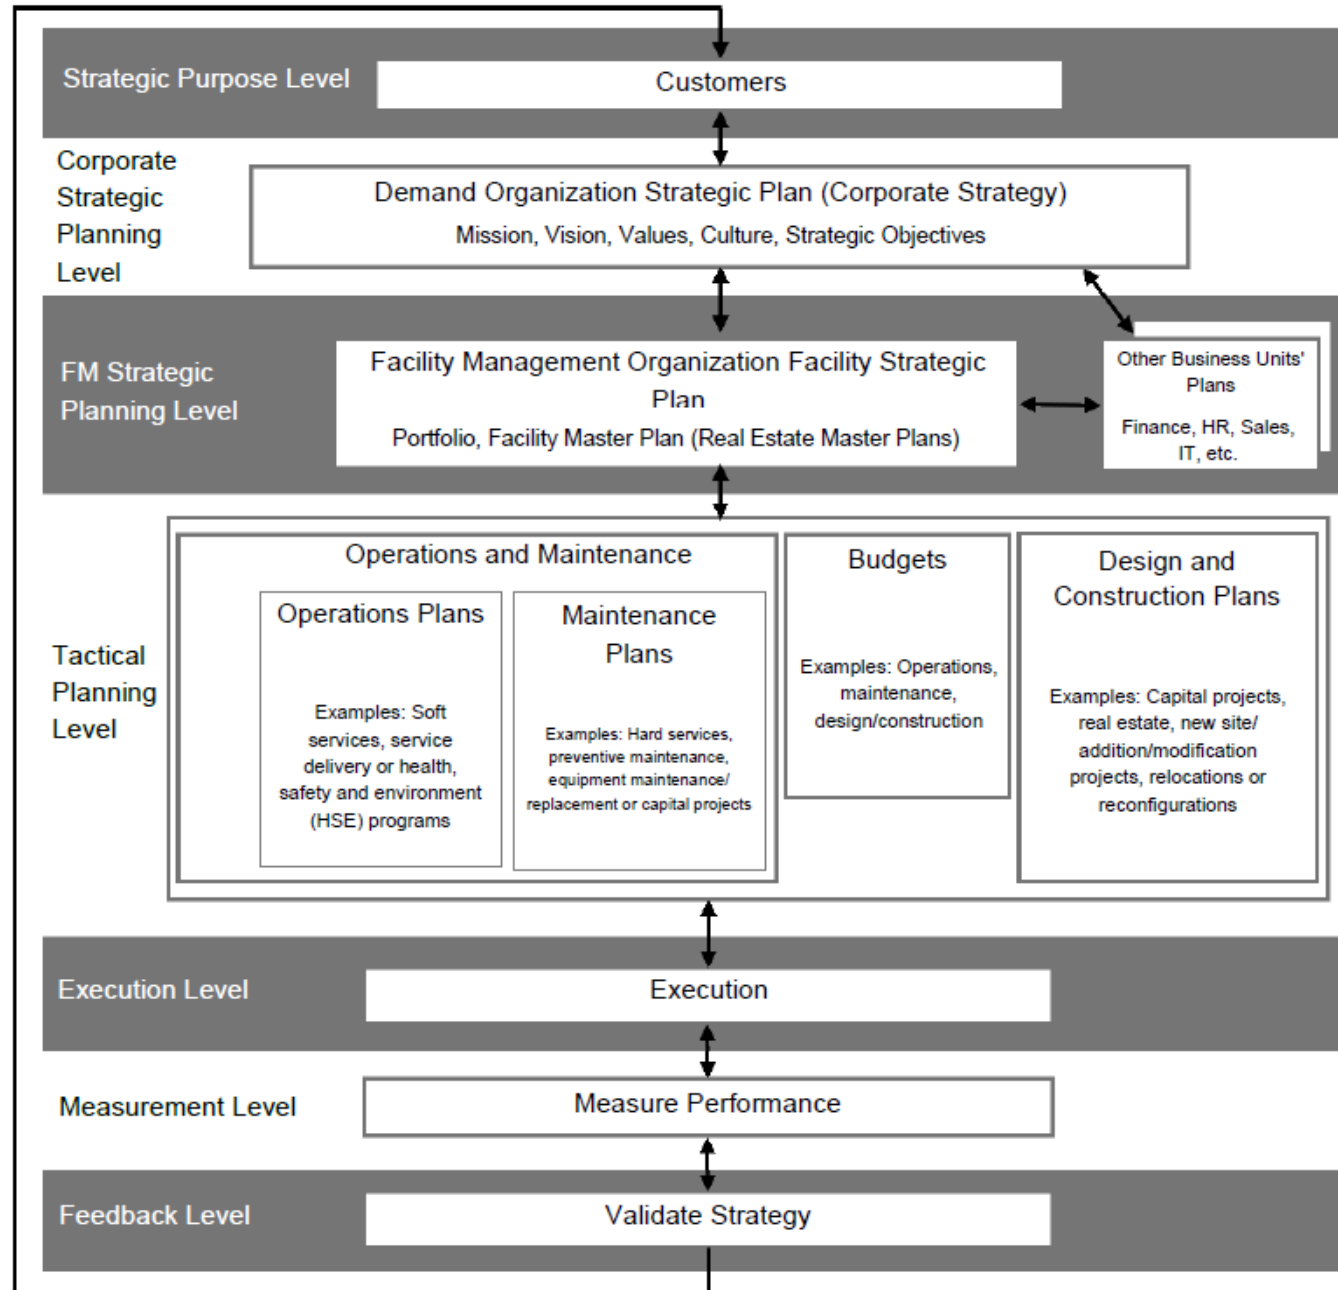 Strategic Purpose Level
Customers
Corporate
Strategic
Planning
Level
Demand Organization Strategic Plan (Corporate Strategy)
Mission, Vision, Values, Culture, Strategic Objectives
FM Strategic
Planning Level
Facility Management Organization Facility Strategic
Plan
Portfolio, Facility Master Plan (Real Estate Master Plans)
Other Business Units'
Plans
Finance, HR, Sales,
IT, etc.
Tactical
Planning
Level
Operations and Maintenance
Operations Plans
Examples: Soft
services, service
delivery or health,
safety and environment
(HSE) programs
Maintenance
Plans
Examples: Hard services,
preventive maintenance,
equipment maintenance/
replacement or capital projects
Budgets
Examples: Operations,
maintenance,
design/construction
Design and
Construction Plans
Examples: Capital projects,
real estate, new site/
addition/modification
projects, relocations or
reconfigurations
Execution Level
Execution
Measurement Level
Measure Performance
Feedback Level
Validate Strategy